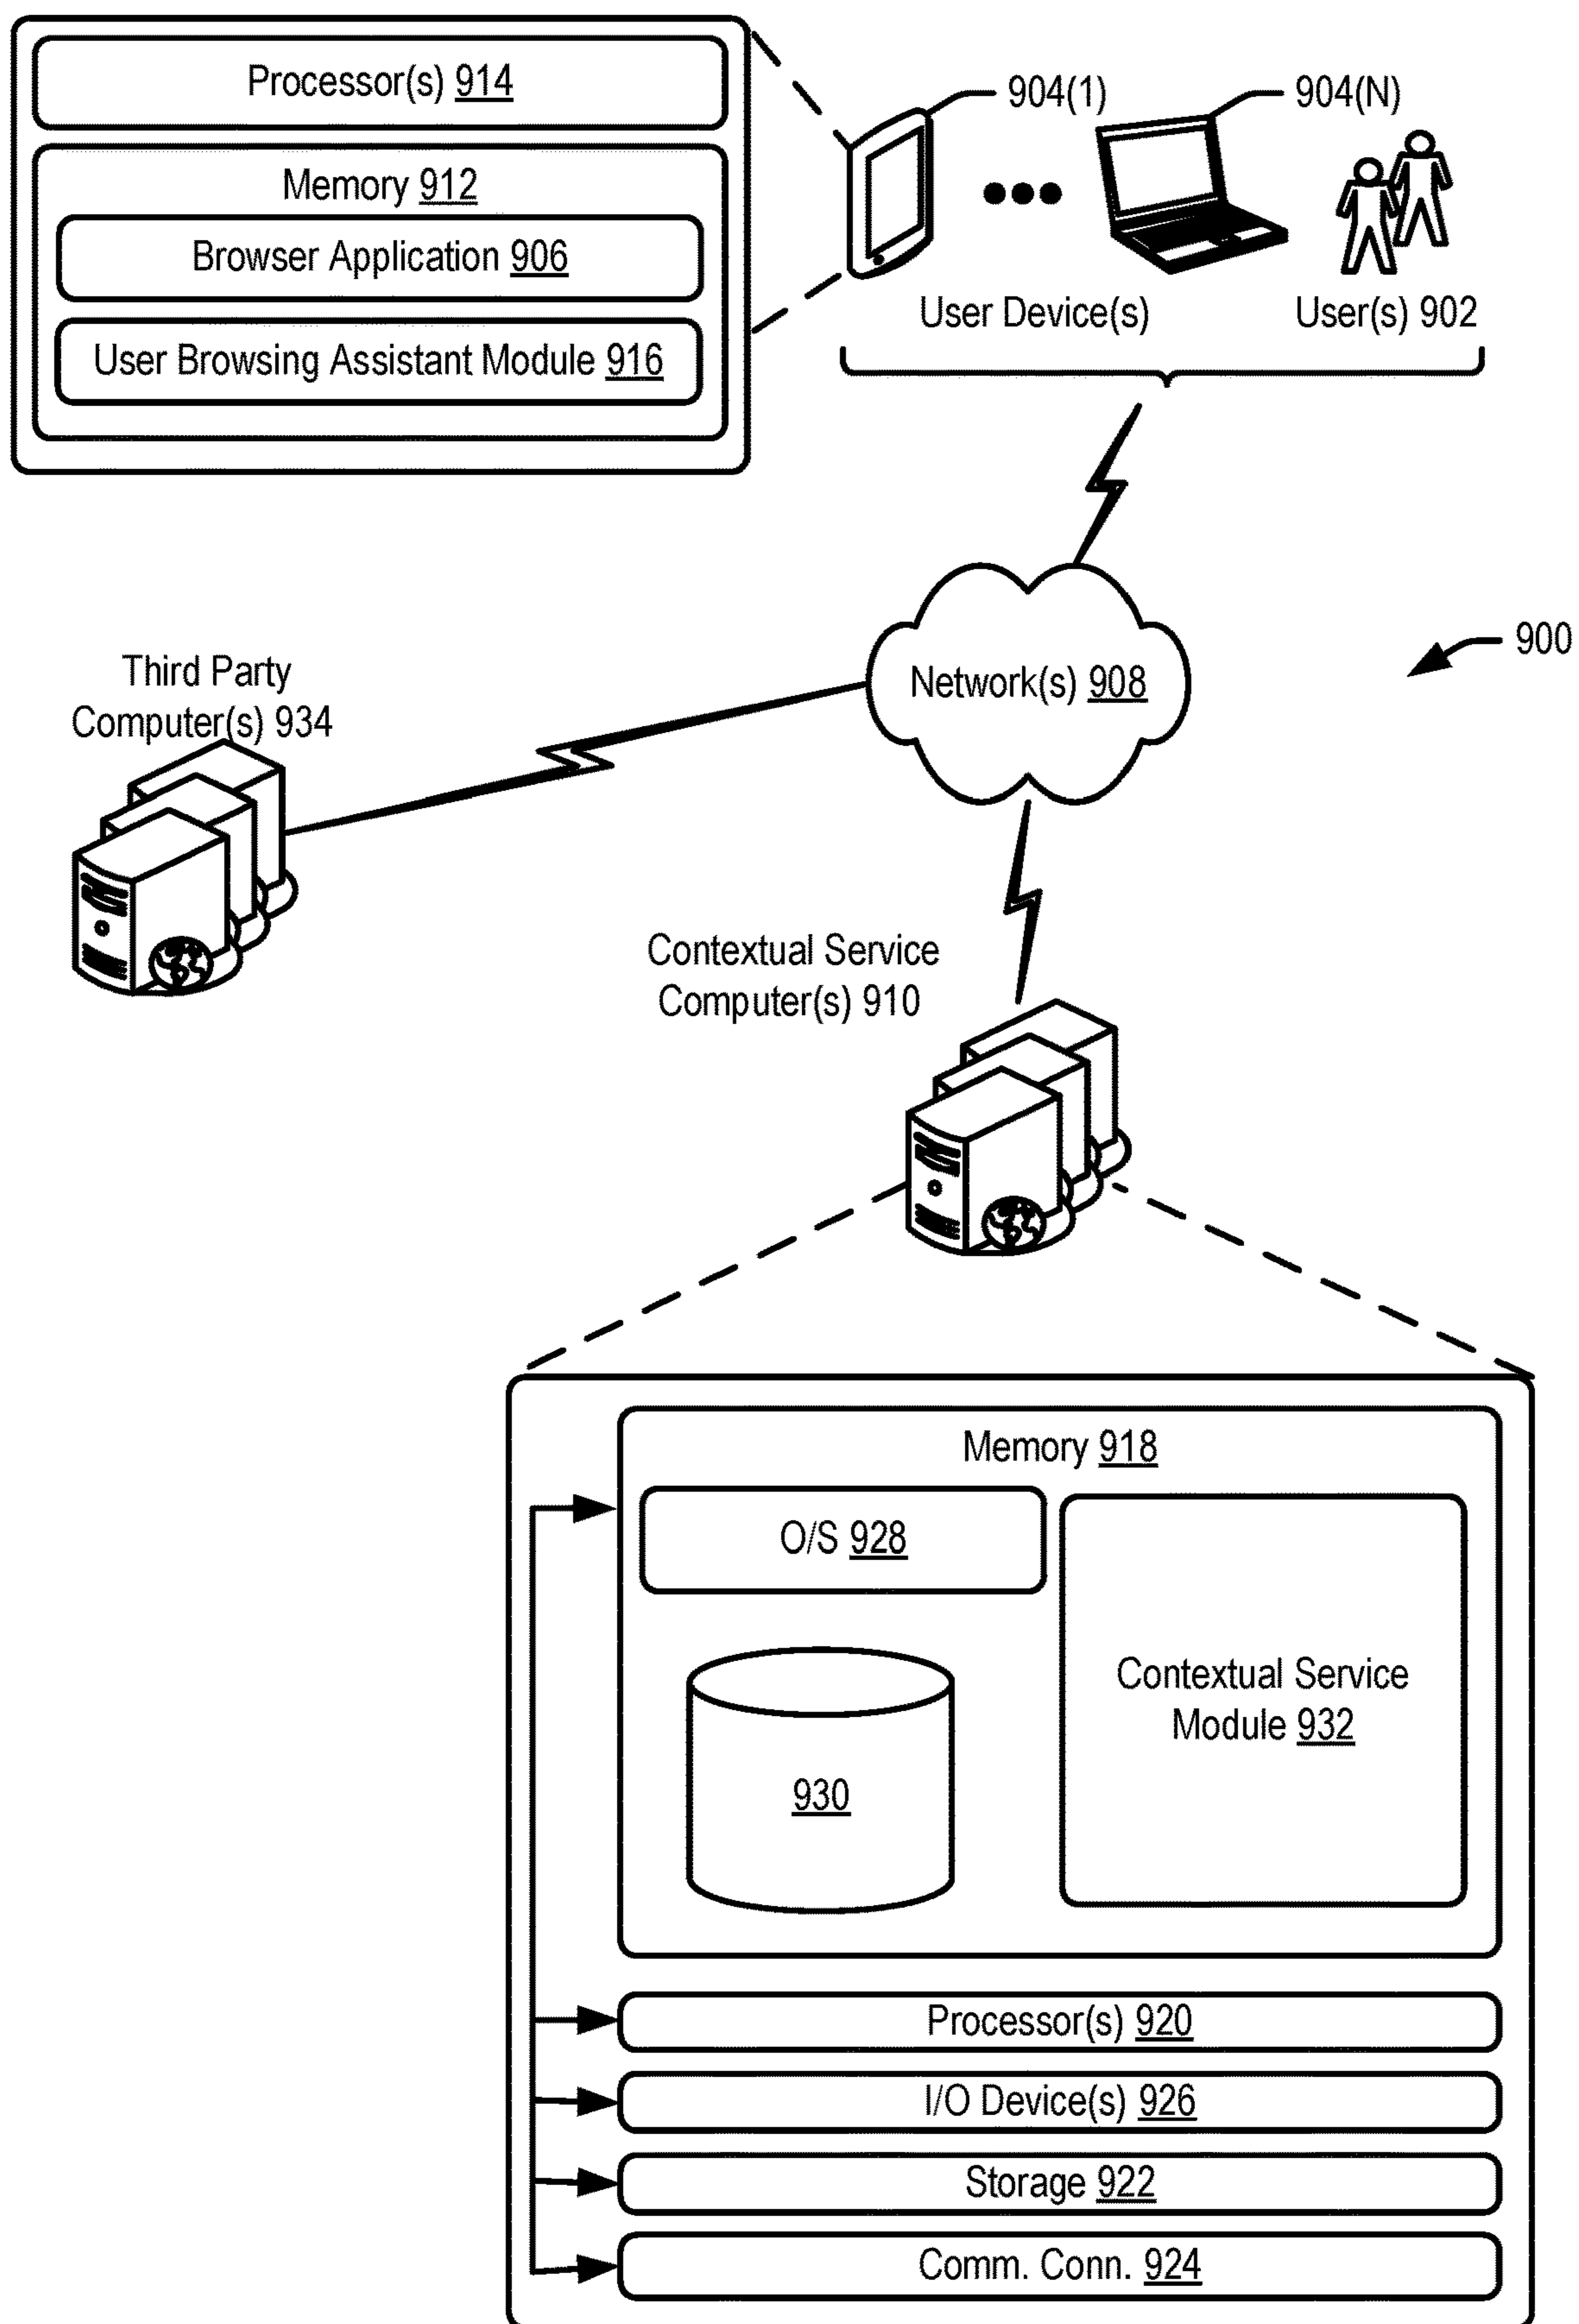 Processor(s) 914
Memory 912
Browser Application 906
User Browsing Assistant Module 916
904(1)
904(N)
User Device(s)
User(s) 902
Network(s) 908
900
Third Party
Computer(s) 934
Contextual Service
Computer(s) 910
Memory 918
O/S 928
930
Contextual Service
Module 932
Processor(s) 920
I/O Device(s) 926
Storage 922
Comm. Conn. 924